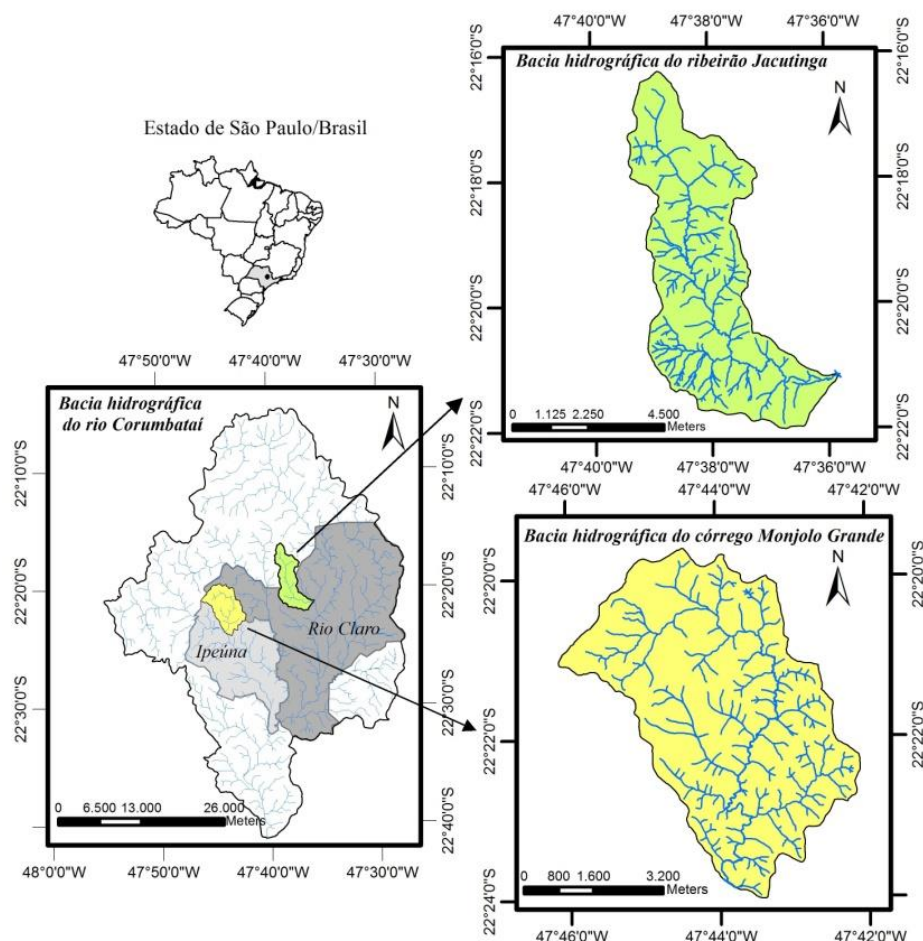 Estado de São Paulo/Brasil
47°50'0"W 47°40'0"W 47°30'0"W
Bacia hidrográfica
do rio Corumbataí
N
22°10'0"S
22°20'0"S
22°30'0"S
22°10'0"S
22°20'0"S
22°30'0"S
22°40'0"S
Rio Claro
Ipeúna
0 6.500 13.000 26.000
Meters
48°0'0"W 47°50'0"W 47°40'0"W 47°30'0"W
47°40'0"W 47°38'0"W 47°36'0"W
Bacia hidrográfica do ribeirão Jacutinga
N
22°16'0"S
22°18'0"S
22°20'0"S
22°22'0"S
22°16'0"S
22°18'0"S
22°20'0"S
22°22'0"S
0 1.125 2.250 4.500
Meters
47°40'0"W 47°38'0"W 47°36'0"W
47°46'0"W 47°44'0"W 47°42'0"W
Bacia hidrográfica do córrego Monjolo Grande
N
22°20'0"S
22°22'0"S
22°24'0"S
22°20'0"S
22°22'0"S
22°24'0"S
0 800 1.600 3.200
Meters
47°46'0"W 47°44'0"W 47°42'0"W